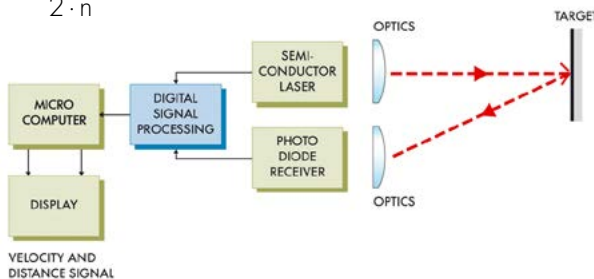 2·n
OPTICS
TARGET
SEMI-
CONDUCTOR
LASER
MICRO
COMPUTER
DIGITAL
SIGNAL
PROCESSING
PHOTO
DIODE
RECEIVER
DISPLAY
OPTICS
VELOCITY AND
DISTANCE SIGNAL